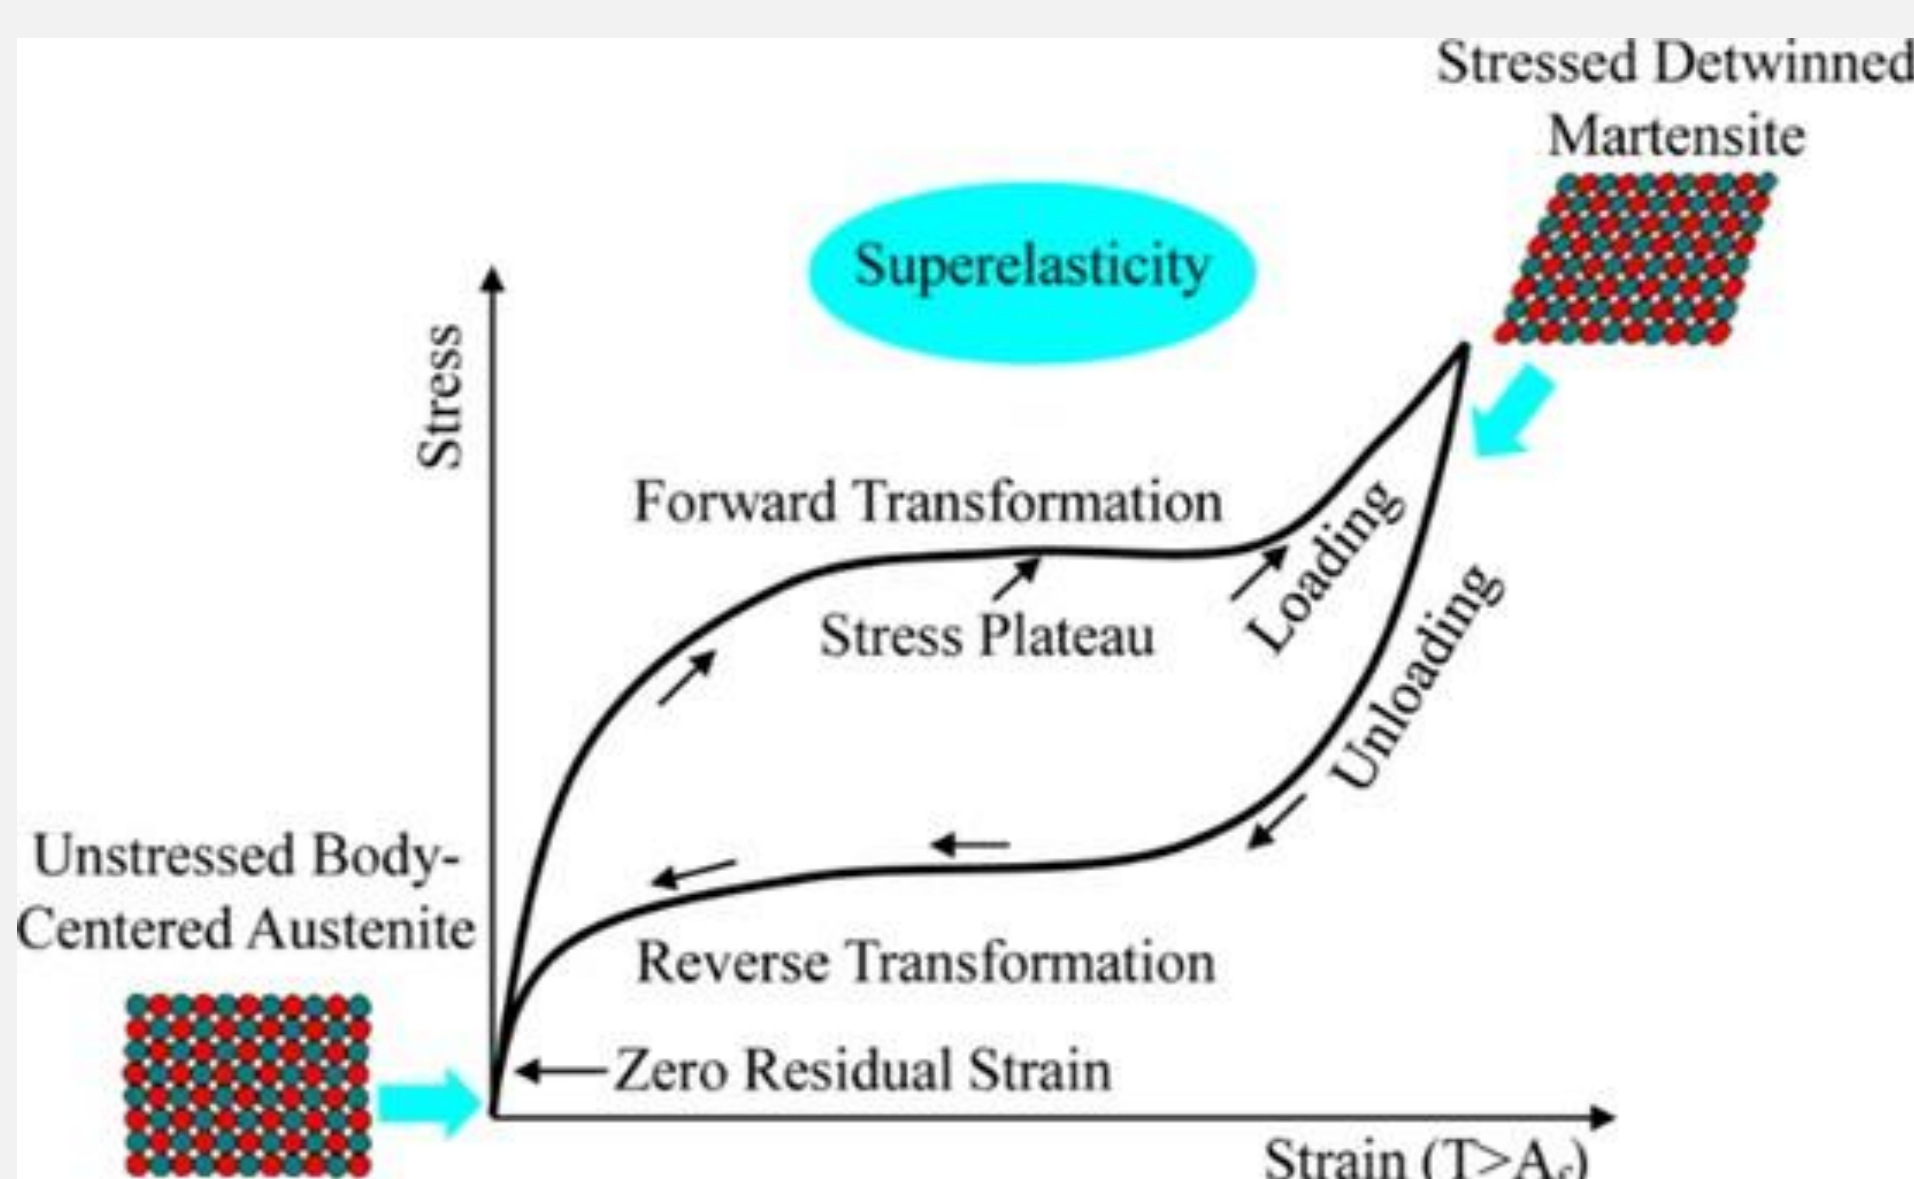 Stressed Detwinned
Martensite
Superelasticity
Stress
Forward Transformation
Loading
Stress Plateau
Unloading
Unstressed Body-
Centered Austenite
Reverse Transformation
Zero Residual Strain
Strain (T>Af)